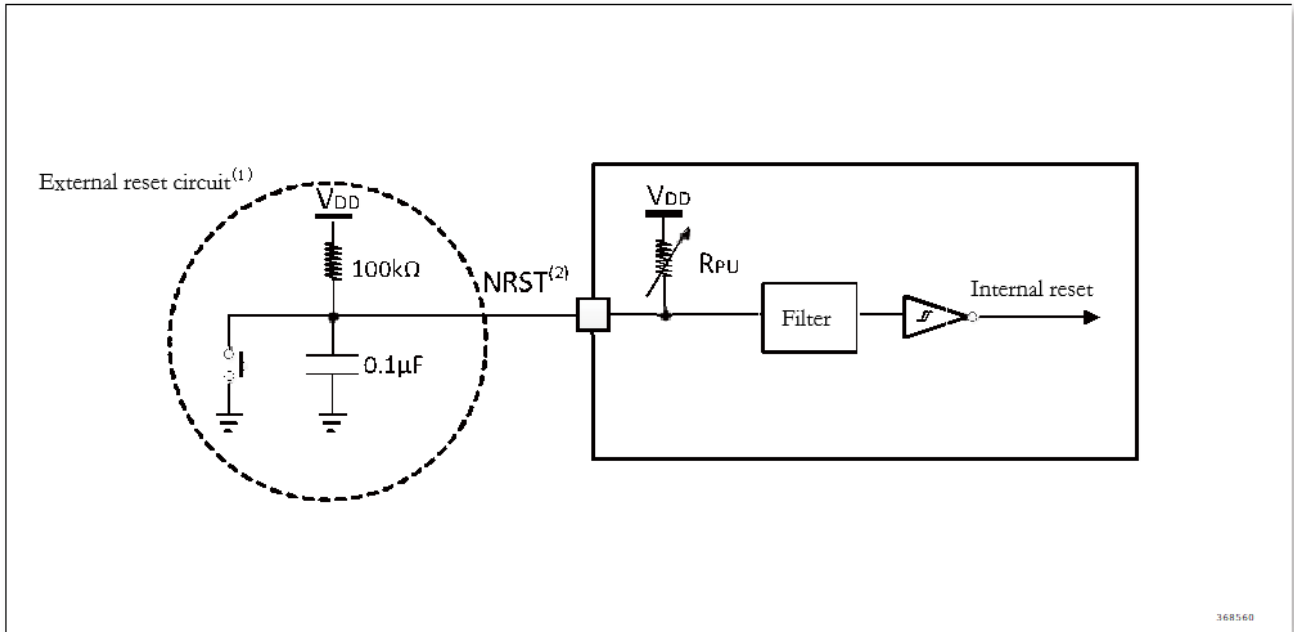 External reset circuit(1)
VDD
100kΩ
0.1μF
NRST(2)
VDD
RPU
Filter
Internal reset
368560